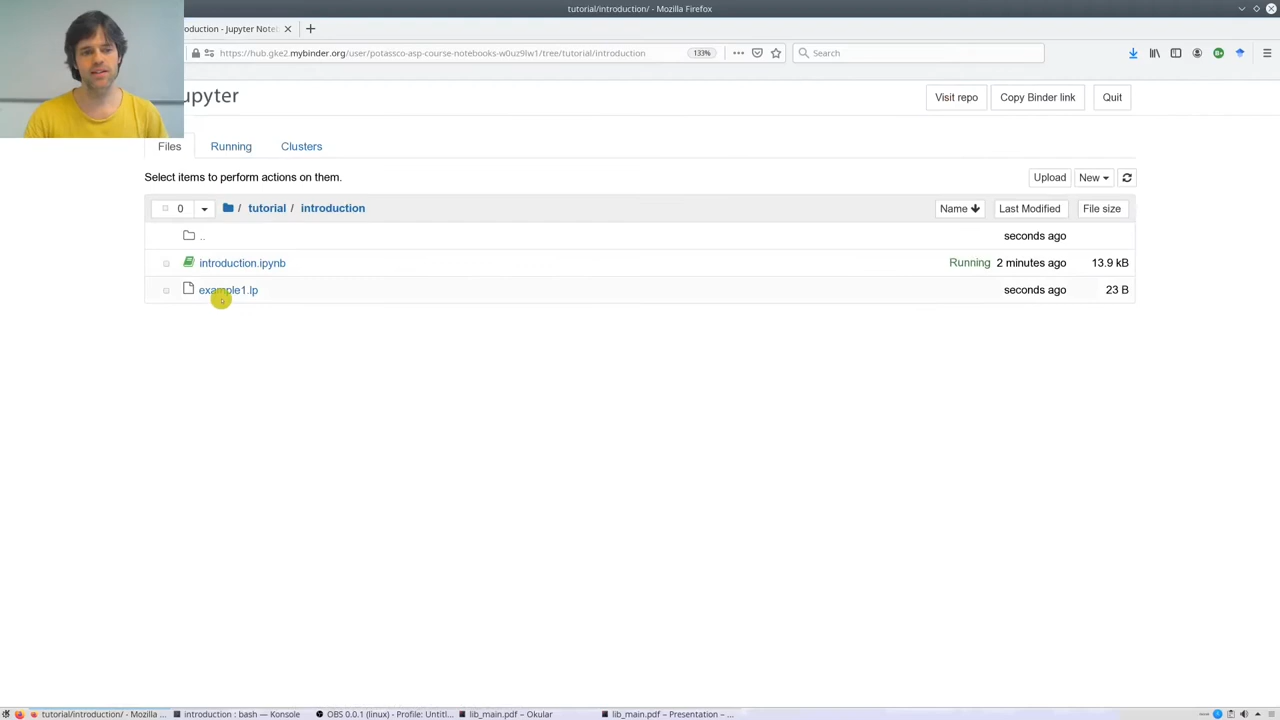 tutorial/introduction/ - Mozilla Firefox
oduction - Jupyter Note
https://hub.gke2.mybinder.org/user/potassco-asp-course-notebooks-w0uz9lw1/tree/tutorial/introduction 133% Search
upyter Visit repo Copy Binder link Quit
Files Running Clusters
Select items to perform actions on them. Upload New
0 / tutorial / introduction Name Last Modified File size
.. seconds ago
introduction.ipynb Running 2 minutes ago 13.9 kB
example1.lp seconds ago 23 B
tutorial/introduction/ - Mozilla ... introduction : bash — Konsole OBS 0.0.1 (linux) - Profile: Untitl... lib_main.pdf – Okular lib_main.pdf – Presentation – ...